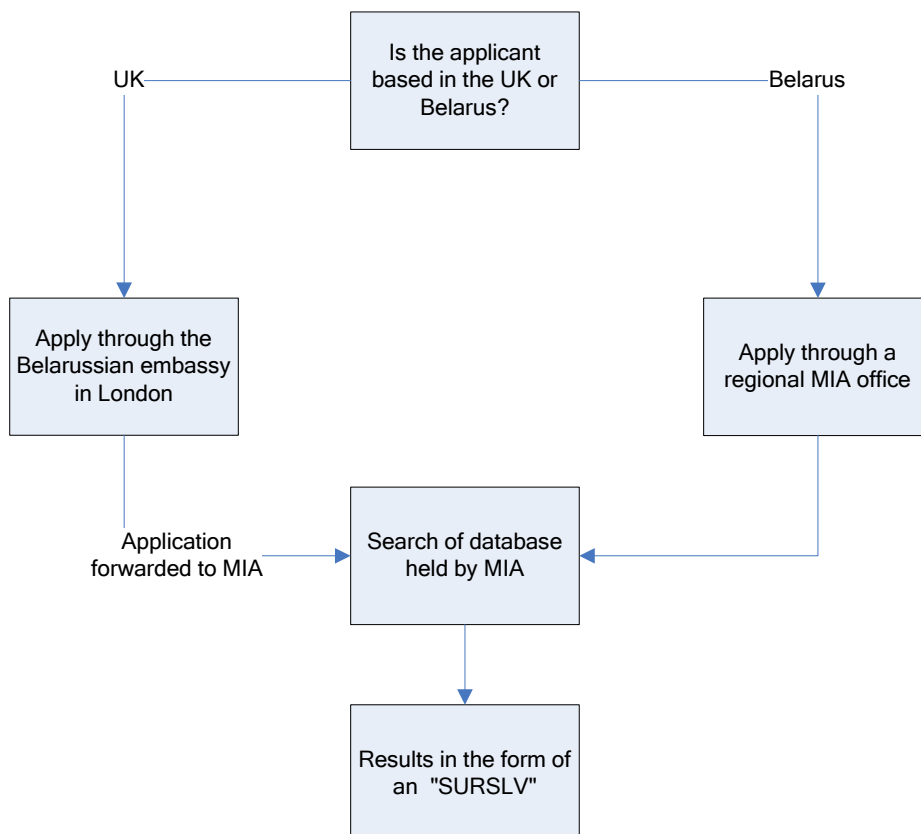 Is the applicant
based in the UK or
Belarus?
UK
Belarus
Apply through the
Belarussian embassy
in London
Apply through a
regional MIA office
Application
forwarded to MIA
Search of database
held by MIA
Results in the form of
an "SURSLV"